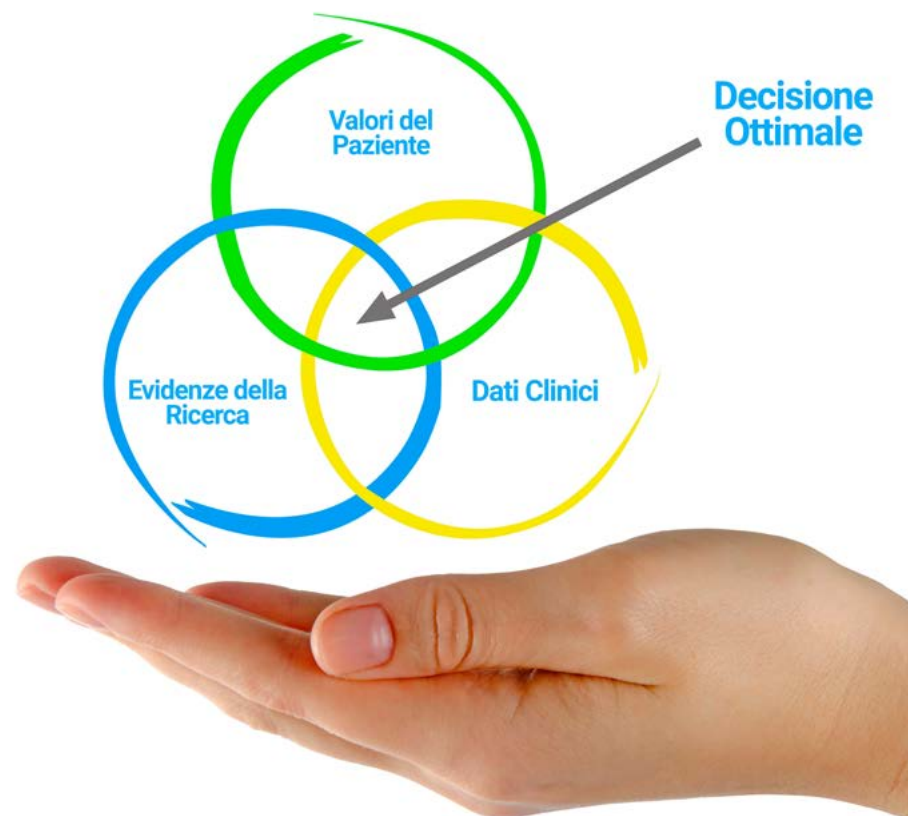 Valori del
Paziente
Decisione
Ottimale
Evidenze della
Ricerca
Dati Clinici